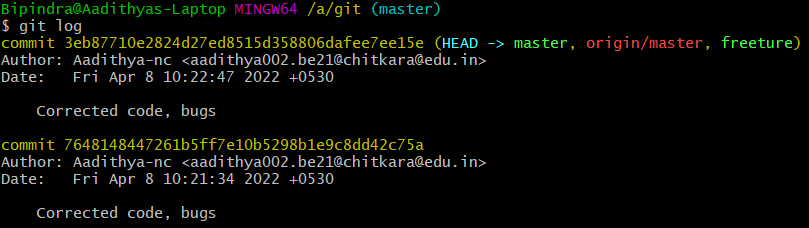 Bipindra@Aadithyas-Laptop MINGW64 /a/git (master)
$ git log
commit 3eb87710e2824d27ed8515d358806dafee7ee15e (HEAD -> master, origin/master, freeture)
Author: Aadithya-nc <aadithya002.be21@chitkara@edu.in>
Date:   Fri Apr 8 10:22:47 2022 +0530
    Corrected code, bugs
commit 7648148447261b5ff7e10b5298b1e9c8dd42c75a
Author: Aadithya-nc <aadithya002.be21@chitkara@edu.in>
Date:   Fri Apr 8 10:21:34 2022 +0530
    Corrected code, bugs